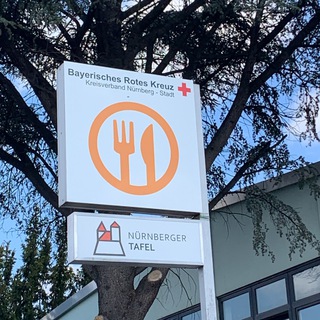 Bayerisches Rotes Kreuz
Kreisverband Nürnberg - Stadt
NÜRNBERGER
TAFEL